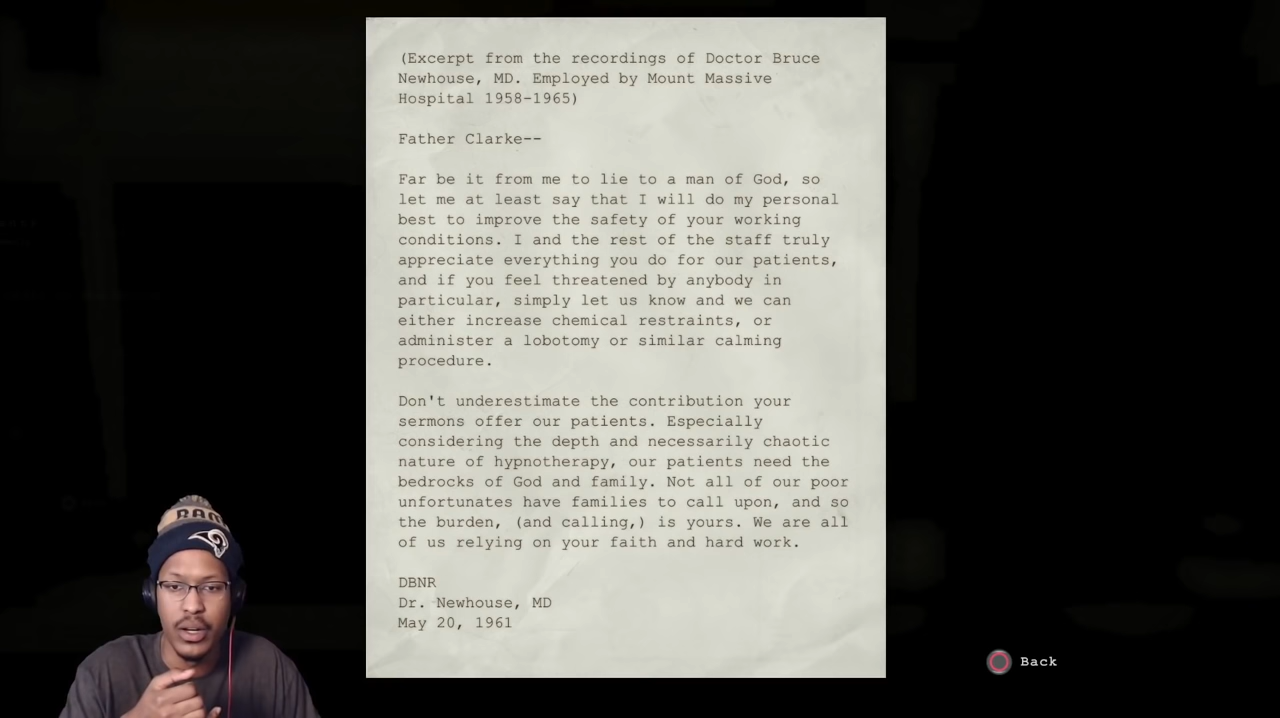 (Excerpt from the recordings of Doctor Bruce
Newhouse, MD. Employed by Mount Massive
Hospital 1958-1965)
Father Clarke--
Far be it from me to lie to a man of God, so
let me at least say that I will do my personal
best to improve the safety of your working
conditions. I and the rest of the staff truly
appreciate everything you do for our patients,
and if you feel threatened by anybody in
particular, simply let us know and we can
either increase chemical restraints, or
administer a lobotomy or similar calming
procedure.
Don't underestimate the contribution your
sermons offer our patients. Especially
considering the depth and necessarily chaotic
nature of hypnotherapy, our patients need the
bedrocks of God and family. Not all of our poor
unfortunates have families to call upon, and so
the burden, (and calling,) is yours. We are all
of us relying on your faith and hard work.
DBNR
Dr. Newhouse, MD
May 20, 1961
Back